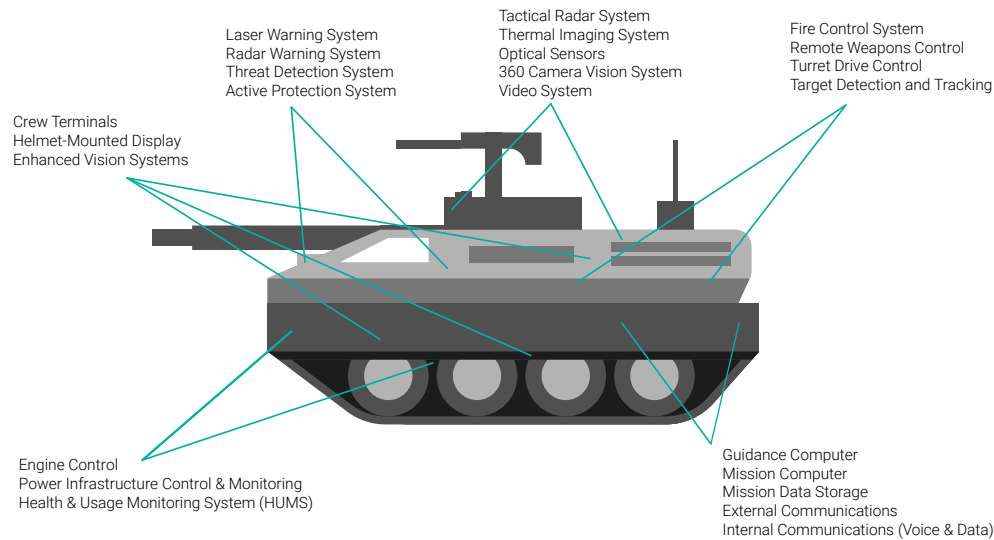 Tactical Radar System
Thermal Imaging System
Optical Sensors
360 Camera Vision System
Video System
Laser Warning System
Radar Warning System
Threat Detection System
Active Protection System
Fire Control System
Remote Weapons Control
Turret Drive Control
Target Detection and Tracking
Crew Terminals
Helmet-Mounted Display
Enhanced Vision Systems
Engine Control
Power Infrastructure Control & Monitoring
Health & Usage Monitoring System (HUMS)
Guidance Computer
Mission Computer
Mission Data Storage
External Communications
Internal Communications (Voice & Data)